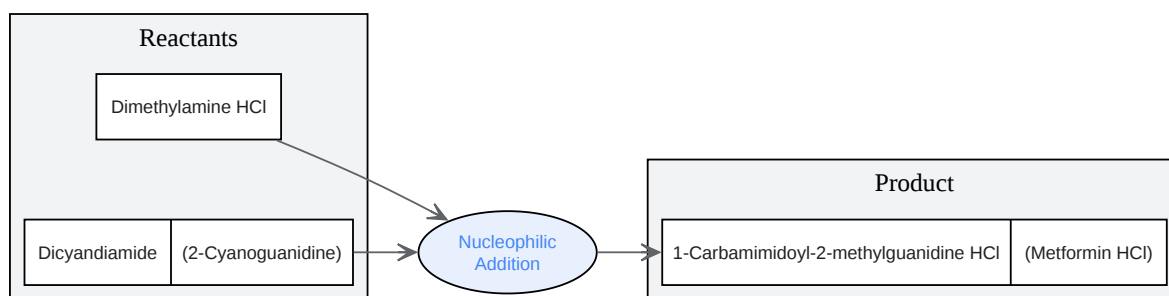 Reactants
Dimethylamine HCl
Dicyandiamide
(2-Cyanoguanidine)
Nucleophilic
Addition
Product
1-Carbamimidoyl-2-methylguanidine HCl
(Metformin HCl)